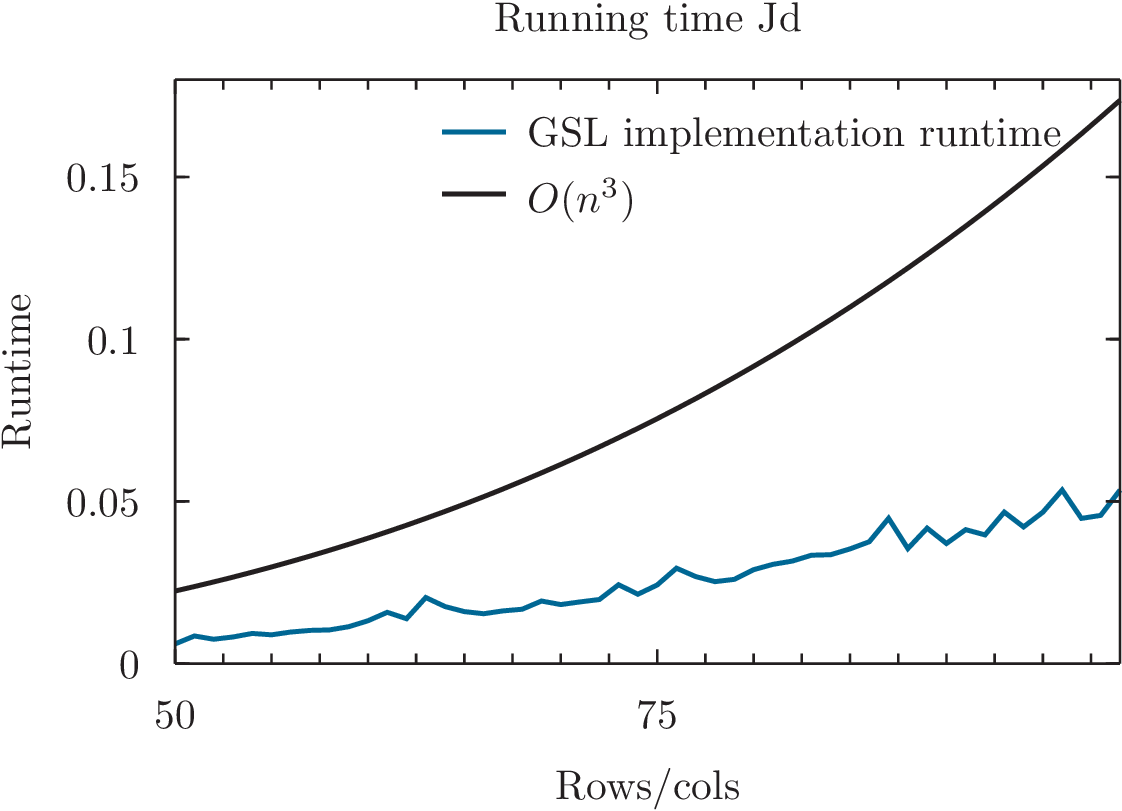 Running time Jd
GSL implementation runtime
O(n³)
0.15
0.1
0.05
0
Runtime
50
75
Rows/cols